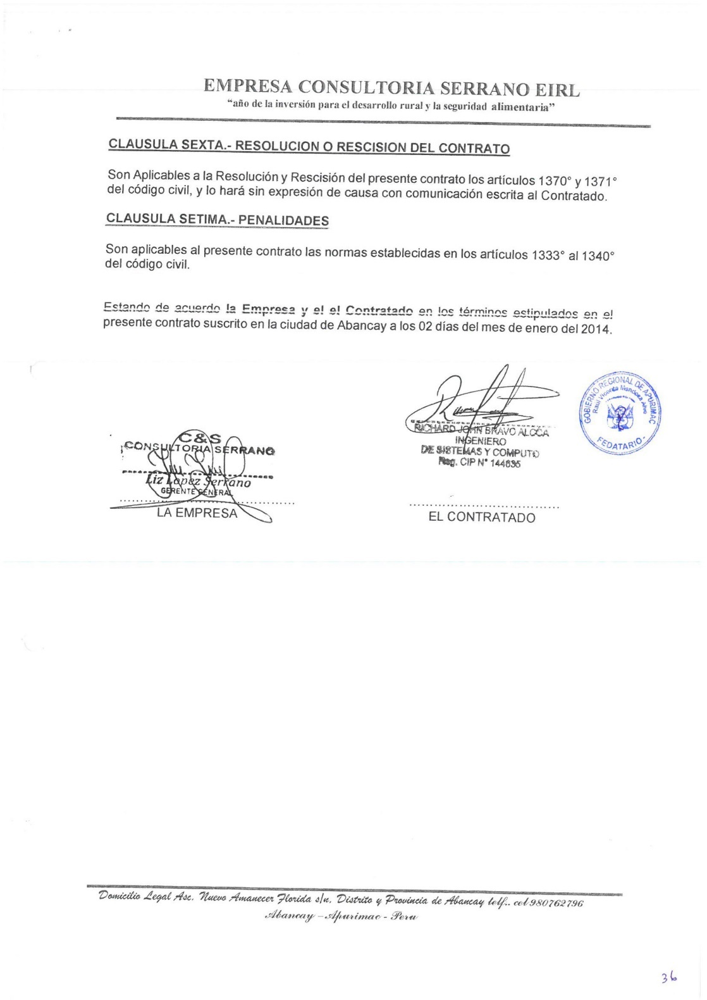 EMPRESA CONSULTORIA SERRANO EIRL
“año de la inversión para el desarrollo rural y la seguridad alimentaria”
CLAUSULA SEXTA.- RESOLUCION O RESCISION DEL CONTRATO
Son Aplicables a la Resolución y Rescisión del presente contrato los artículos 1370° y 1371°
del código civil, y lo hará sin expresión de causa con comunicación escrita al Contratado.
CLAUSULA SETIMA.- PENALIDADES
Son aplicables al presente contrato las normas establecidas en los artículos 1333° al 1340°
del código civil.
Estando de acuerdo la Empresa y el el Contratado en los términos estipulados en el
presente contrato suscrito en la ciudad de Abancay a los 02 días del mes de enero del 2014.
C&S
CONSULTORIA SERRANO
Liz Lopez Serrano
GERENTE GENERAL
LA EMPRESA
RICHARD JOHN BRAVO ALCCA
INGENIERO
DE SISTEMAS Y COMPUTO
Reg. CIP N° 144635
EL CONTRATADO
GOBIERNO REGIONAL DE APURIMAC
Raúl Vicente Mendoza Alve
FEDATARIO -
Domicilio Legal Asc. Nuevo Amanecer Florida s/n. Distrito y Provincia de Abancay telf.. cel 980762796
Abancay – Apurimac - Peru
36